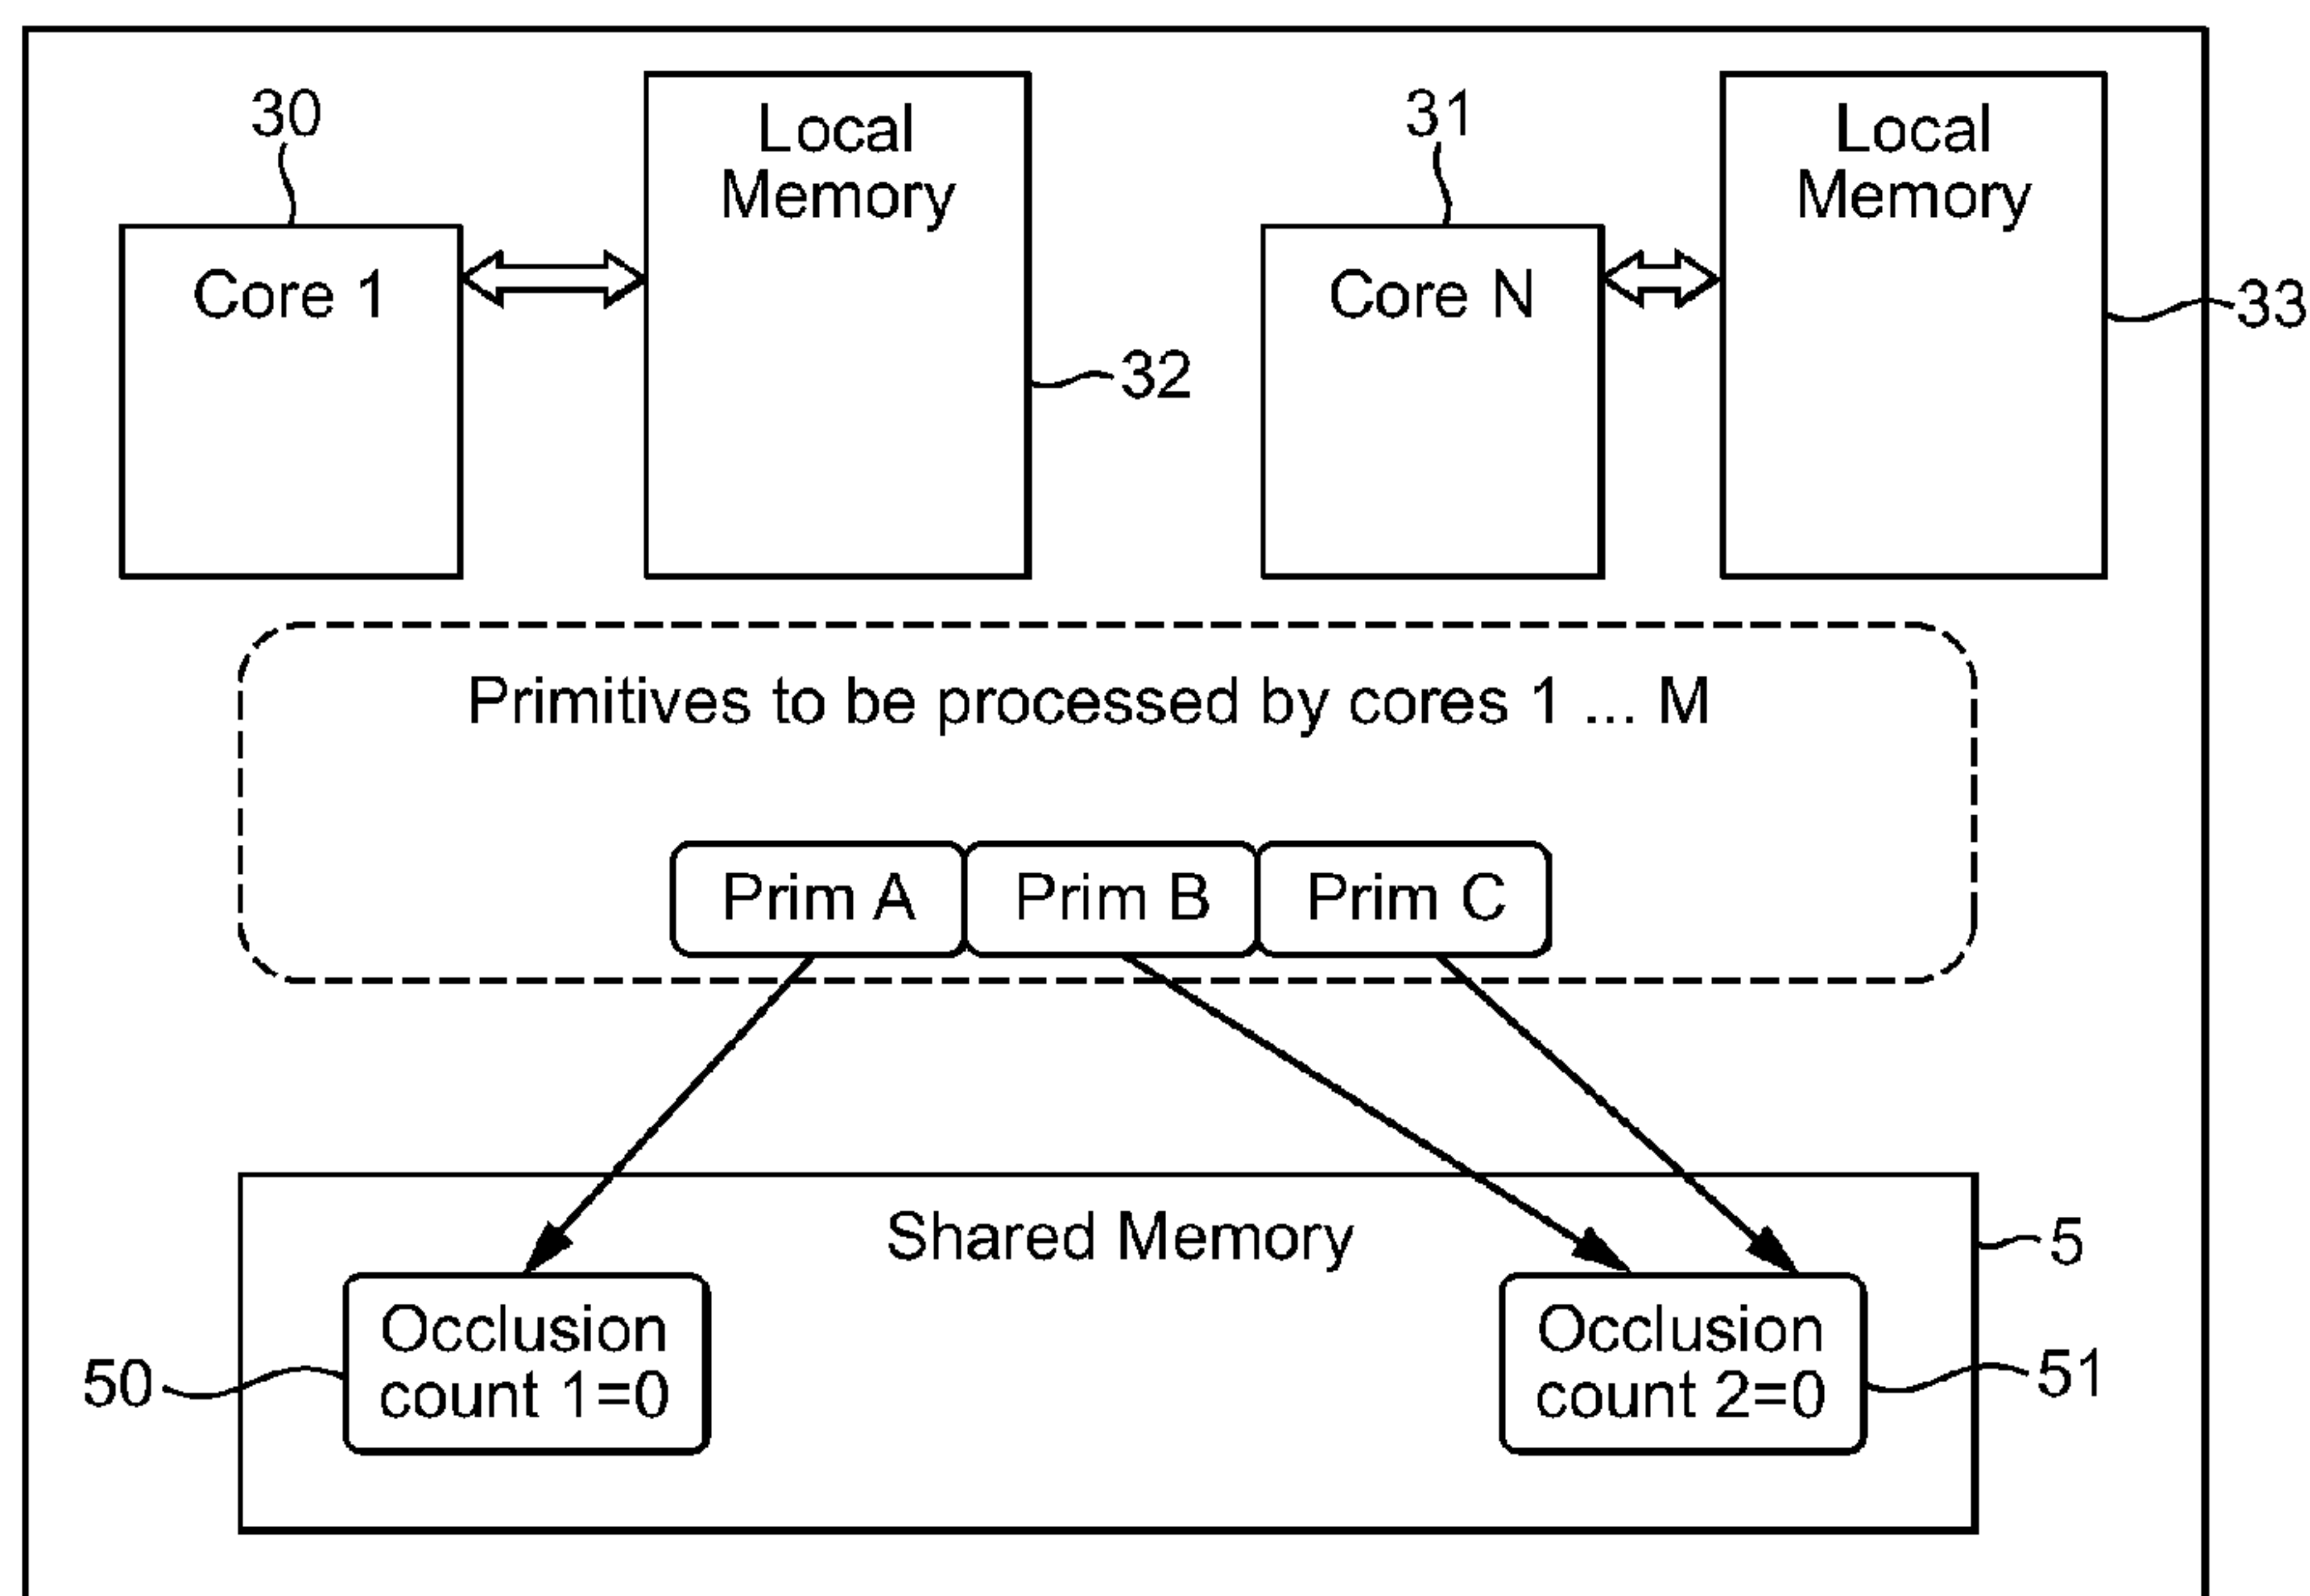 30
Local
Memory
31
Local
Memory
Core 1
Core N
33
32
Primitives to be processed by cores 1 ... M
Prim A
Prim B
Prim C
Shared Memory
5
Occlusion
count 1=0
50
Occlusion
count 2=0
51